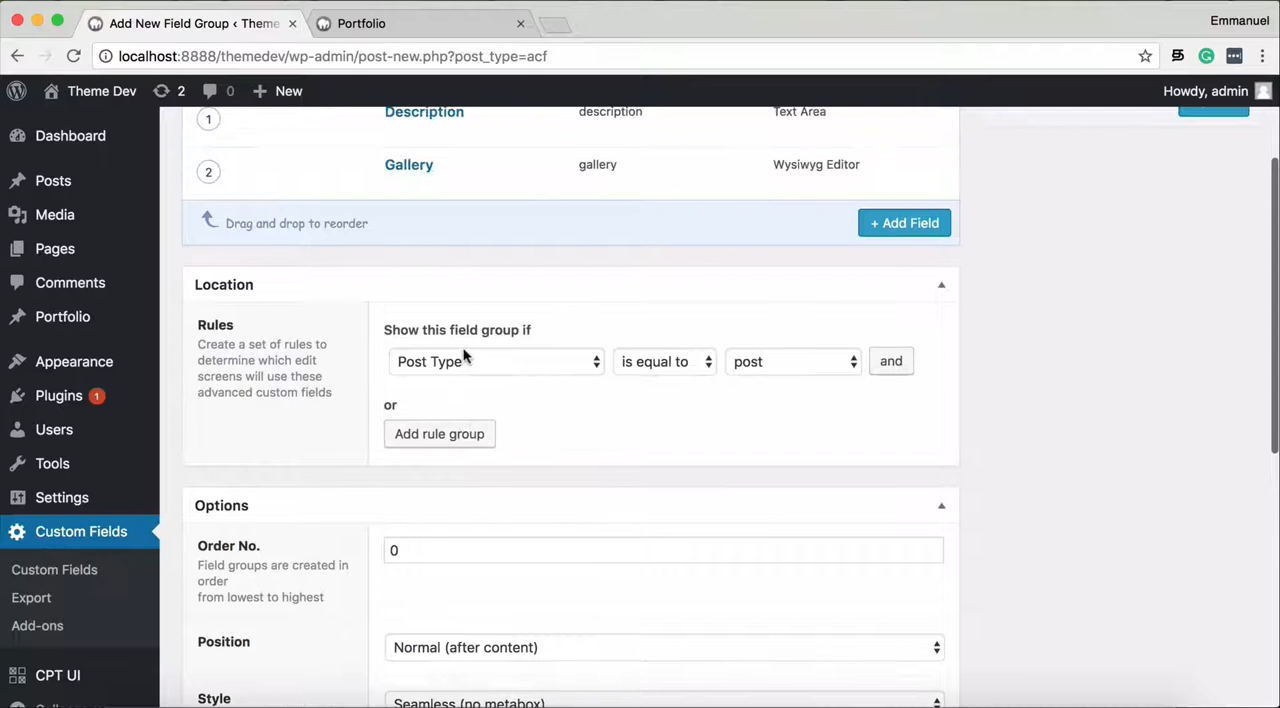 Add New Field Group ‹ Theme
Portfolio
Emmanuel
localhost:8888/themedev/wp-admin/post-new.php?post_type=acf
Theme Dev
2
0
New
Howdy, admin
Dashboard
Posts
Media
Pages
Comments
Portfolio
Appearance
Plugins 1
Users
Tools
Settings
Custom Fields
Custom Fields
Export
Add-ons
CPT UI
1 Description description Text Area
2 Gallery gallery Wysiwyg Editor
Drag and drop to reorder
+ Add Field
Location
Rules
Create a set of rules to
determine which edit
screens will use these
advanced custom fields
Show this field group if
Post Type is equal to post and
or
Add rule group
Options
Order No.
Field groups are created in
order
from lowest to highest
0
Position
Normal (after content)
Style
Seamless (no metabox)